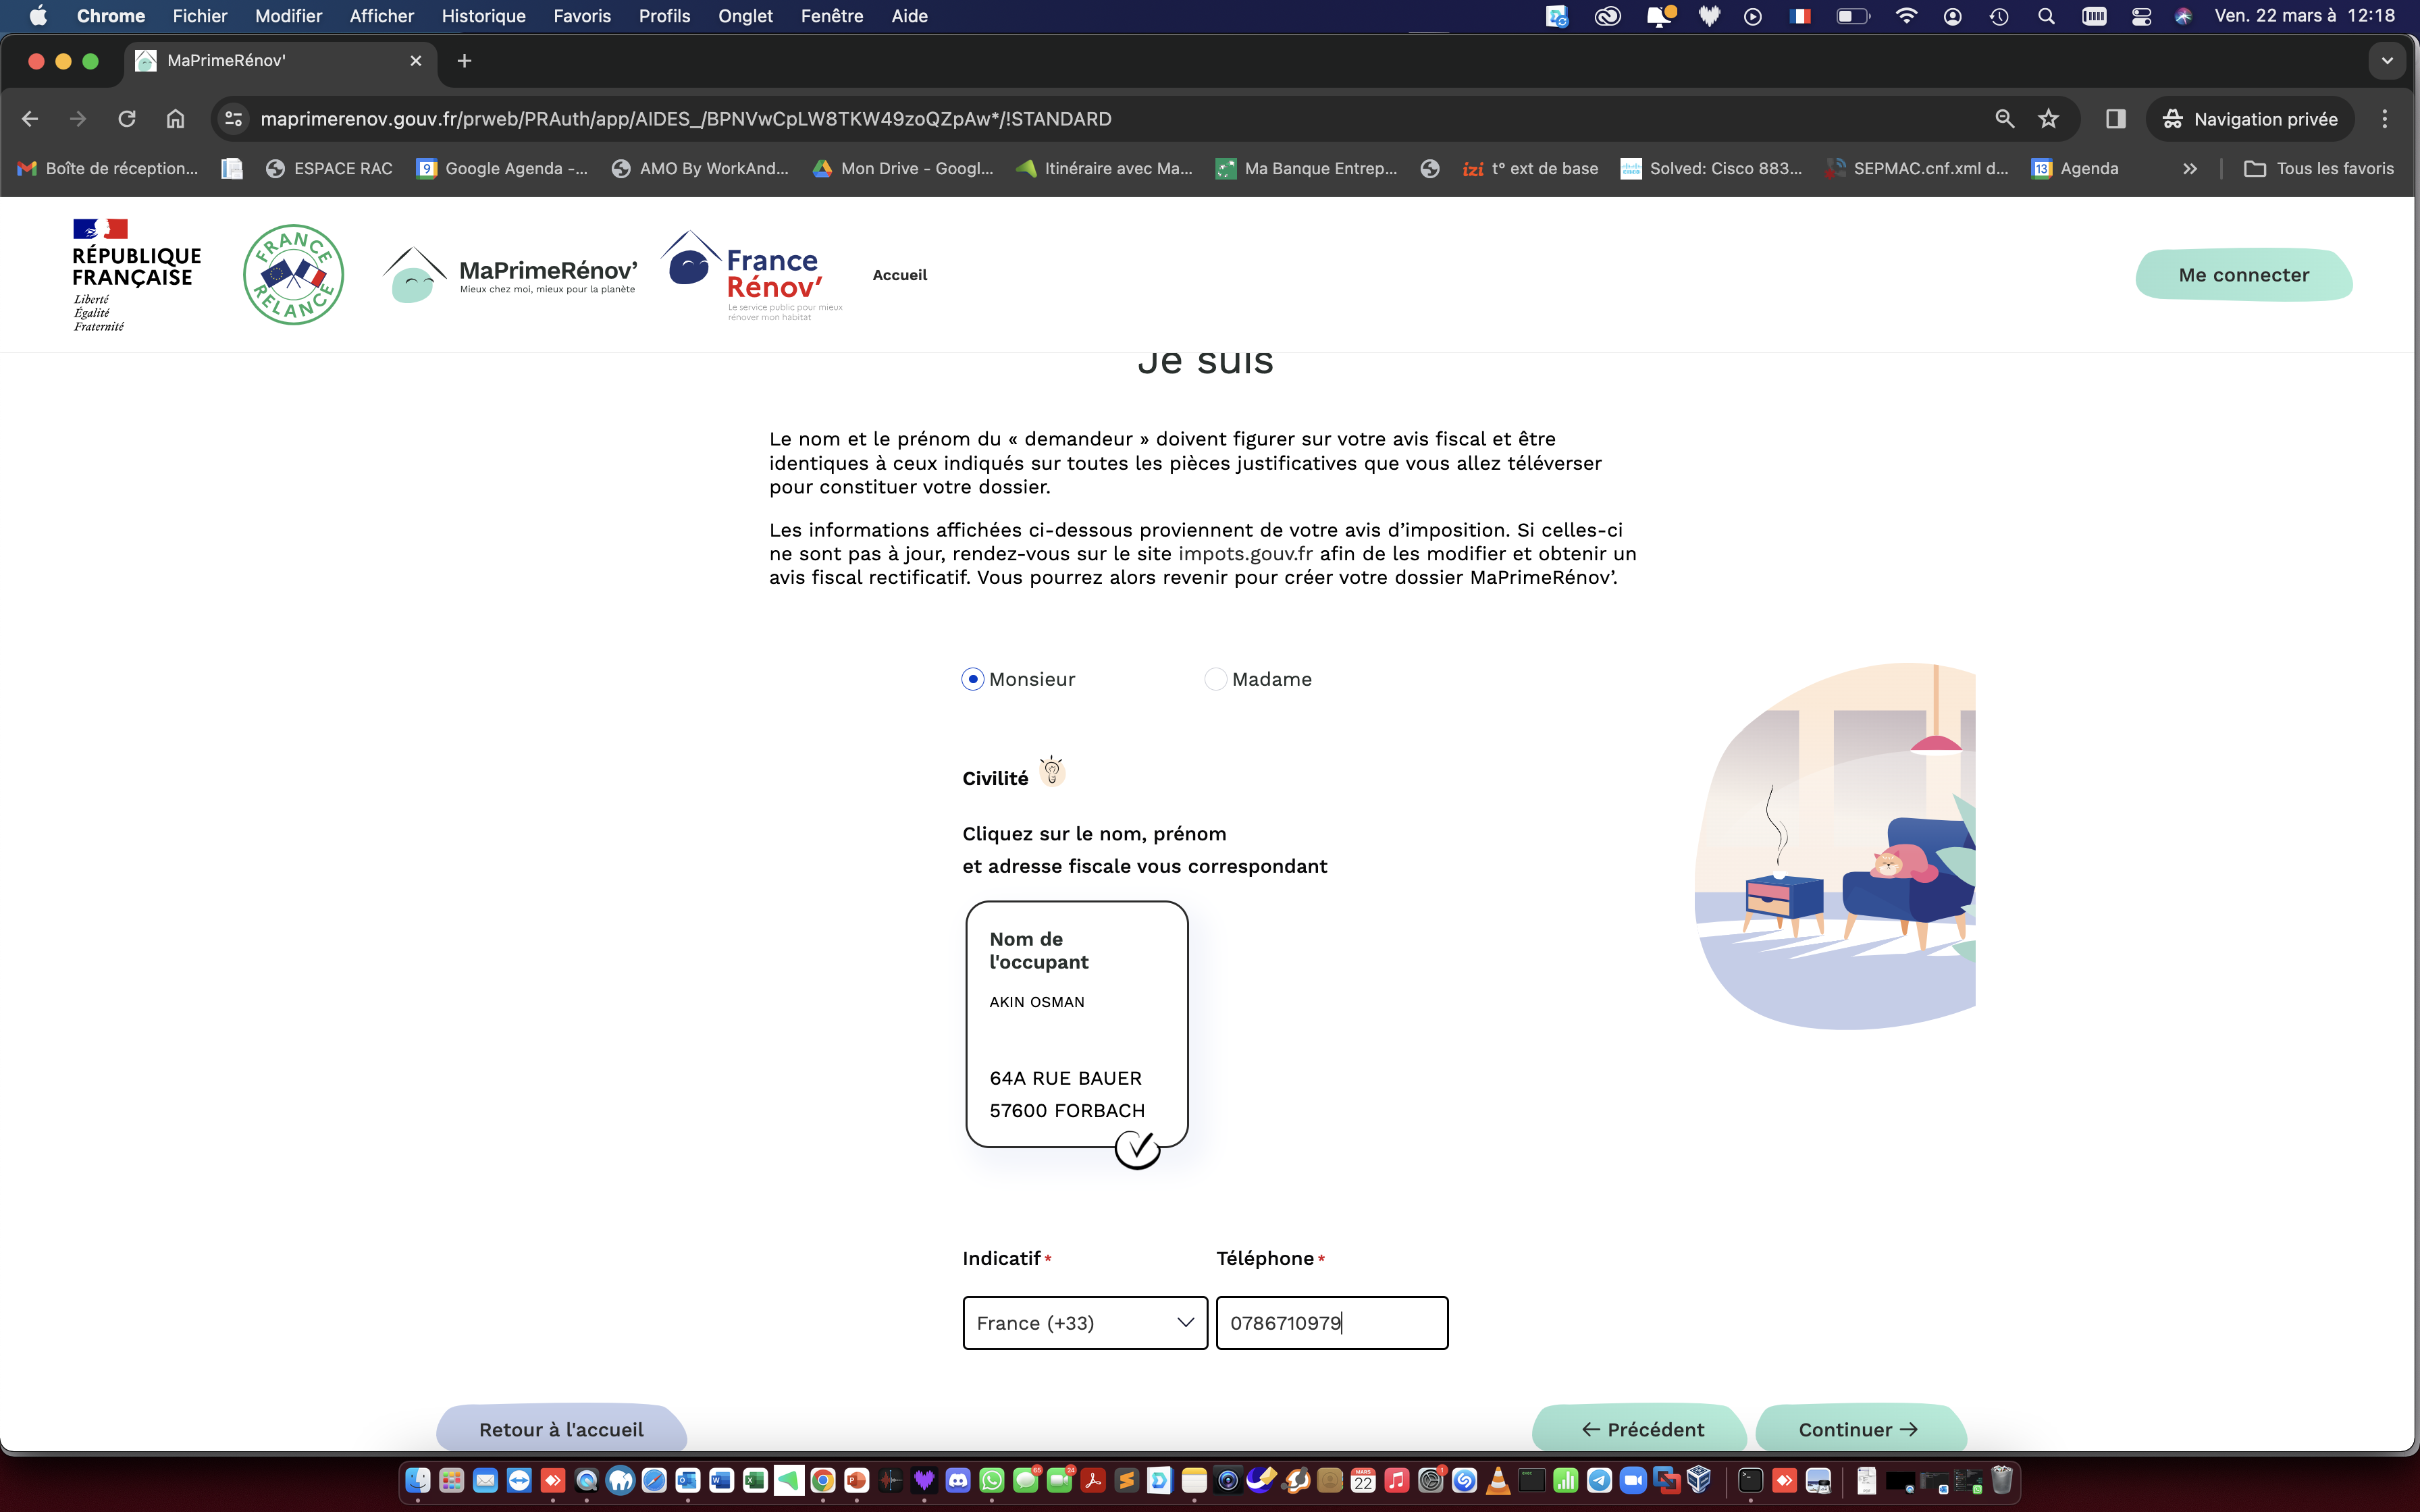 Chrome Fichier Modifier Afficher Historique Favoris Profils Onglet Fenêtre Aide Ven. 22 mars à 12:18
MaPrimeRénov'
maprimerenov.gouv.fr/prweb/PRAuth/app/AIDES_/BPNVwCpLW8TKW49zoQZpAw*/!STANDARD Navigation privée
Boîte de réception... ESPACE RAC 9 Google Agenda -... AMO By WorkAnd... Mon Drive - Googl... Itinéraire avec Ma... Ma Banque Entrep... izi t° ext de base Solved: Cisco 883... SEPMAC.cnf.xml d... 13 Agenda Tous les favoris
RÉPUBLIQUE
FRANÇAISE
Liberté
Égalité
Fraternité
FRANCE
RELANCE
MaPrimeRénov’
Mieux chez moi, mieux pour la planète
France
Rénov’
Le service public pour mieux
rénover mon habitat
Accueil
Me connecter
Je suis
Le nom et le prénom du « demandeur » doivent figurer sur votre avis fiscal et être
identiques à ceux indiqués sur toutes les pièces justificatives que vous allez téléverser
pour constituer votre dossier.
Les informations affichées ci-dessous proviennent de votre avis d’imposition. Si celles-ci
ne sont pas à jour, rendez-vous sur le site impots.gouv.fr afin de les modifier et obtenir un
avis fiscal rectificatif. Vous pourrez alors revenir pour créer votre dossier MaPrimeRénov’.
Monsieur Madame
Civilité
Cliquez sur le nom, prénom
et adresse fiscale vous correspondant
Nom de
l'occupant
AKIN OSMAN
64A RUE BAUER
57600 FORBACH
Indicatif * Téléphone *
France (+33) 0786710979
Retour à l'accueil ← Précédent Continuer →
MARS
22